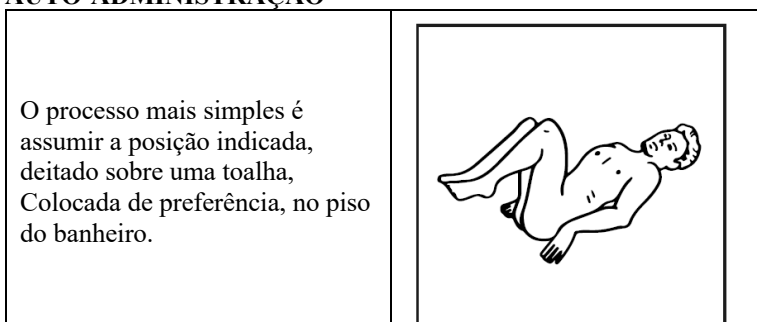 AUTO-ADMINISTRAÇÃO
O processo mais simples é
assumir a posição indicada,
deitado sobre uma toalha,
Colocada de preferência, no piso
do banheiro.